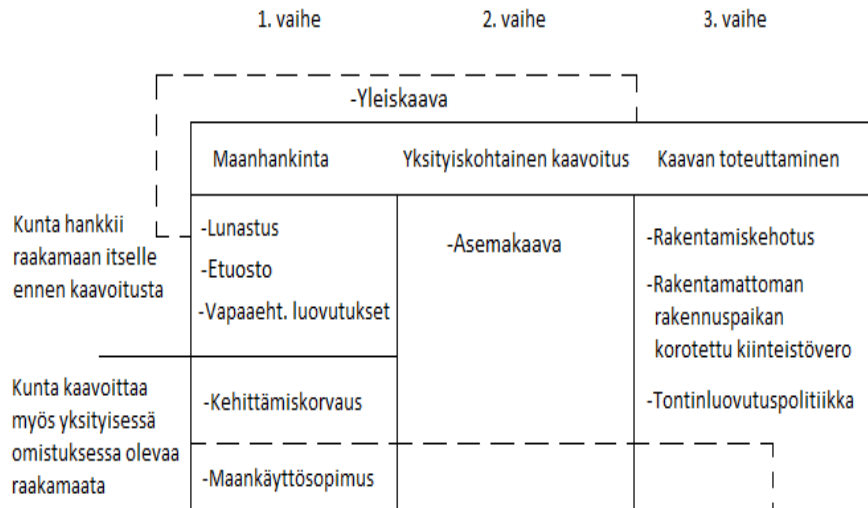 1. vaihe 2. vaihe 3. vaihe
-Yleiskaava
Maanhankinta Yksityiskohtainen kaavoitus Kaavan toteuttaminen
Kunta hankkii
raakamaan itselle
ennen kaavoitusta
-Lunastus
-Etuosto
-Vapaaeht. luovutukset
-Asemakaava
-Rakentamiskehotus
-Rakentamattoman
rakennuspaikan
korotettu kiinteistövero
-Tontinluovutuspolitiikka
Kunta kaavoittaa
myös yksityisessä
omistuksessa olevaa
raakamaata
-Kehittämiskorvaus
-Maankäyttösopimus